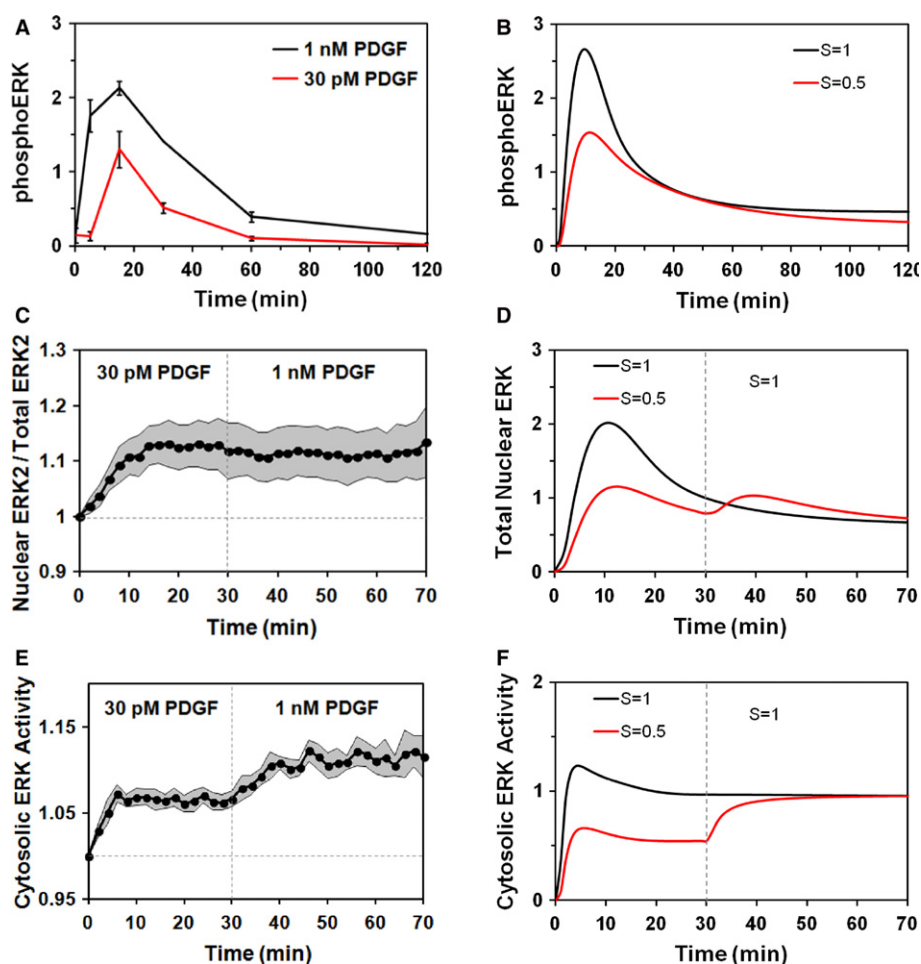 A
phosphoERK
3
2
1
0
1 nM PDGF
30 pM PDGF
0 20 40 60 80 100 120
Time (min)
B
phosphoERK
3
2
1
0
S=1
S=0.5
0 20 40 60 80 100 120
Time (min)
C
Nuclear ERK2 / Total ERK2
1.3
1.2
1.1
1
0.9
30 pM PDGF
1 nM PDGF
0 10 20 30 40 50 60 70
Time (min)
D
Total Nuclear ERK
3
2
1
0
S=1
S=0.5
S=1
0 10 20 30 40 50 60 70
Time (min)
E
Cytosolic ERK Activity
1.15
1.05
0.95
30 pM PDGF
1 nM PDGF
0 10 20 30 40 50 60 70
Time (min)
F
Cytosolic ERK Activity
2
1
0
S=1
S=0.5
S=1
0 10 20 30 40 50 60 70
Time (min)